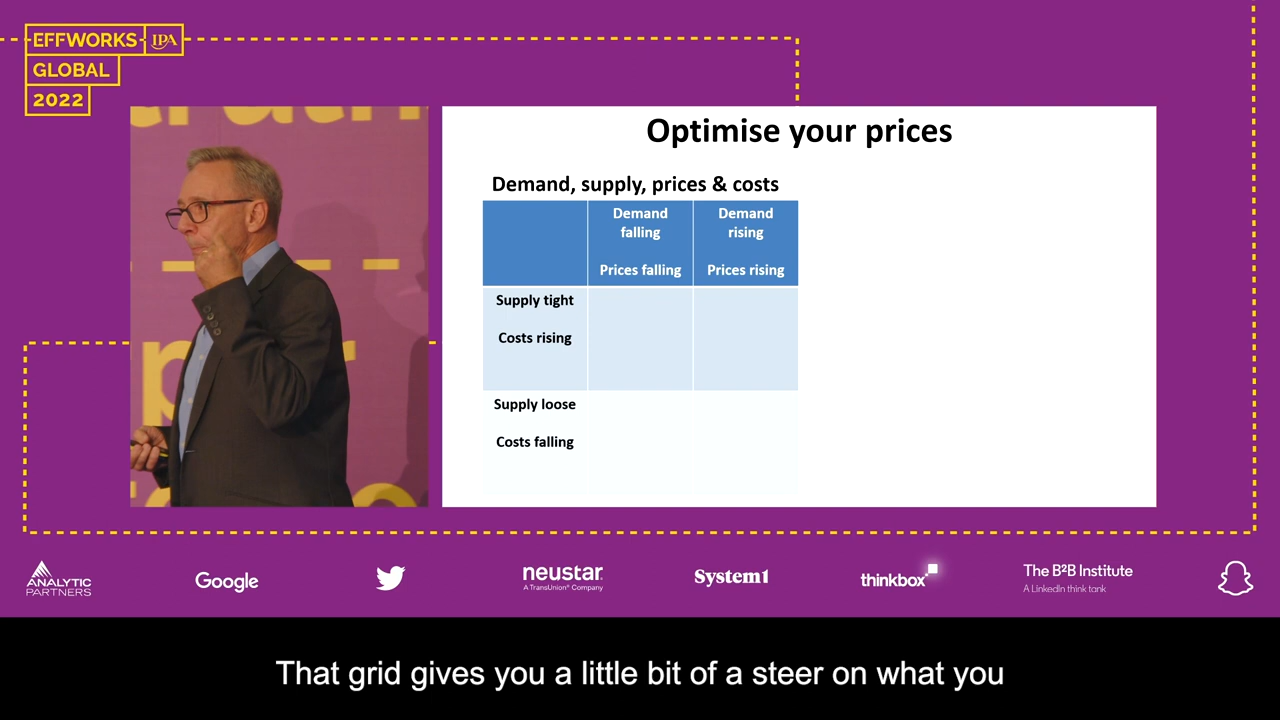 EFFWORKS IPA
GLOBAL
2022
Optimise your prices
Demand, supply, prices & costs
Demand falling
Prices falling
Demand rising
Prices rising
Supply tight
Costs rising
Supply loose
Costs falling
ANALYTIC
PARTNERS
Google
neustar
A TransUnion® Company
System1
thinkbox
The B2B Institute
A LinkedIn think tank
That grid gives you a little bit of a steer on what you